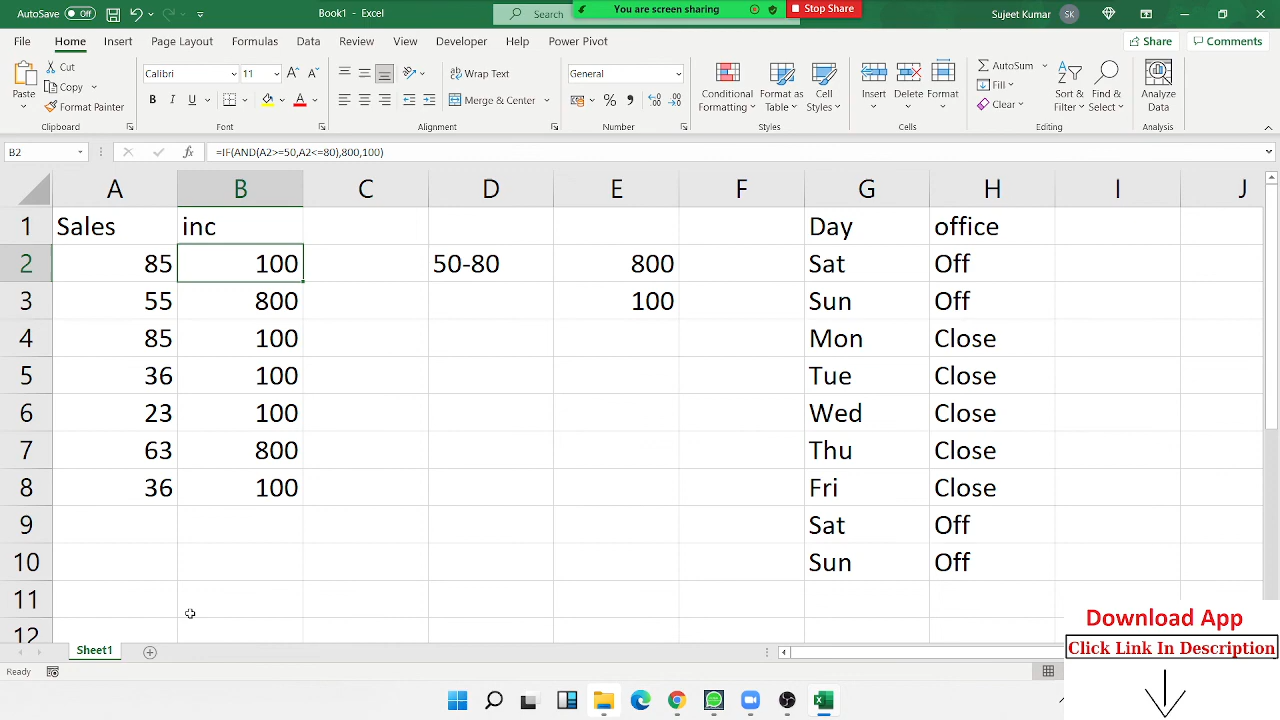 AutoSave Off Book1 - Excel Search You are screen sharing Stop Share Sujeet Kumar SK
File Home Insert Page Layout Formulas Data Review View Developer Help Power Pivot Share Comments
Paste Cut Copy Format Painter Clipboard
Calibri 11 B I U A Font
Wrap Text Merge & Center Alignment
General % Number
Conditional Formatting Format as Table Cell Styles Styles
Insert Delete Format Cells
AutoSum Fill Clear Sort & Filter Find & Select Editing
Analyze Data Analysis
B2 fx =IF(AND(A2>=50,A2<=80),800,100)
A B C D E F G H I J
1 Sales inc Day office
2 85 100 50-80 800 Sat Off
3 55 800 100 Sun Off
4 85 100 Mon Close
5 36 100 Tue Close
6 23 100 Wed Close
7 63 800 Thu Close
8 36 100 Fri Close
9 Sat Off
10 Sun Off
11
12
Download App
Click Link In Description
Sheet1
Ready